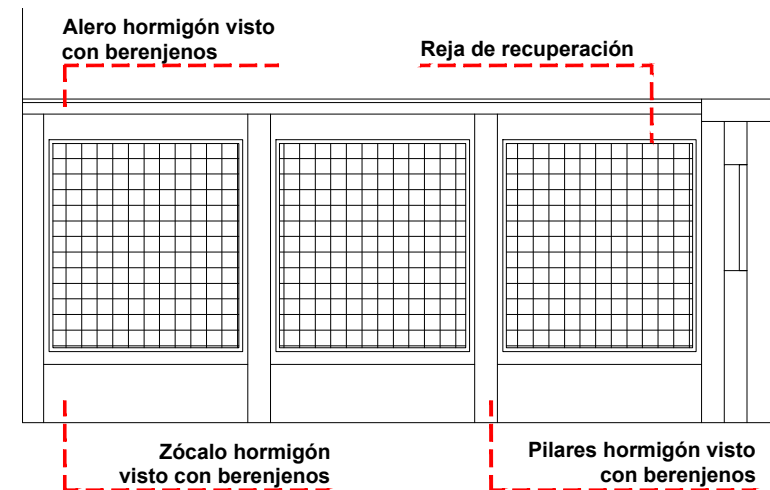 Alero hormigón visto
con berenjenos
Reja de recuperación
Zócalo hormigón
visto con berenjenos
Pilares hormigón visto
con berenjenos